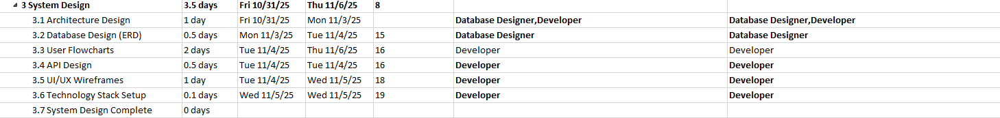 3 System Design 3.5 days Fri 10/31/25 Thu 11/6/25 8
3.1 Architecture Design 1 day Fri 10/31/25 Mon 11/3/25 Database Designer,Developer Database Designer,Developer
3.2 Database Design (ERD) 0.5 days Mon 11/3/25 Tue 11/4/25 15 Database Designer Database Designer
3.3 User Flowcharts 2 days Tue 11/4/25 Thu 11/6/25 16 Developer Developer
3.4 API Design 0.5 days Tue 11/4/25 Tue 11/4/25 16 Developer Developer
3.5 UI/UX Wireframes 1 day Tue 11/4/25 Wed 11/5/25 18 Developer Developer
3.6 Technology Stack Setup 0.1 days Wed 11/5/25 Wed 11/5/25 19 Developer Developer
3.7 System Design Complete 0 days